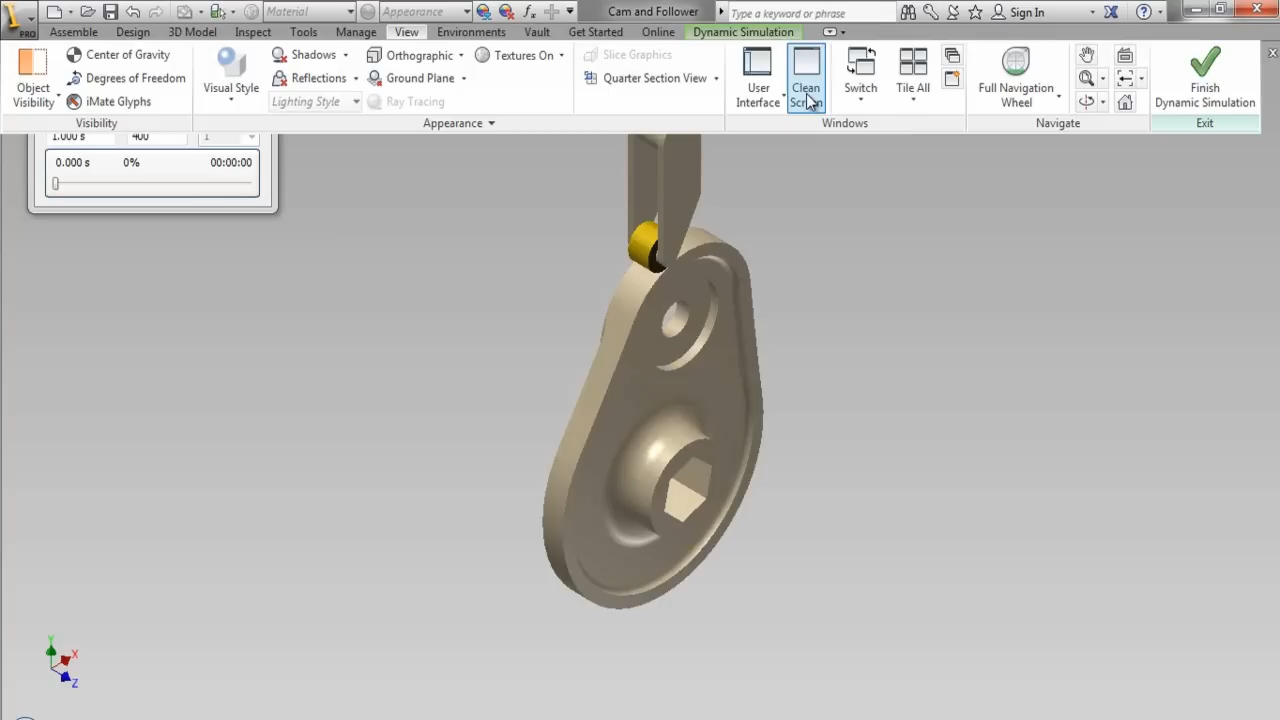 Material
Appearance
Cam and Follower
Type a keyword or phrase
Sign In
PRO
Assemble Design 3D Model Inspect Tools Manage View Environments Vault Get Started Online Dynamic Simulation
Object Visibility
Center of Gravity
Degrees of Freedom
iMate Glyphs
Visibility
Visual Style
Shadows
Reflections
Lighting Style
Orthographic
Ground Plane
Ray Tracing
Textures On
Appearance
Slice Graphics
Quarter Section View
User Interface
Clean Screen
Switch
Tile All
Windows
Full Navigation Wheel
Navigate
Finish
Dynamic Simulation
Exit
1.000 s 400 1
0.000 s 0% 00:00:00
Y
X
Z